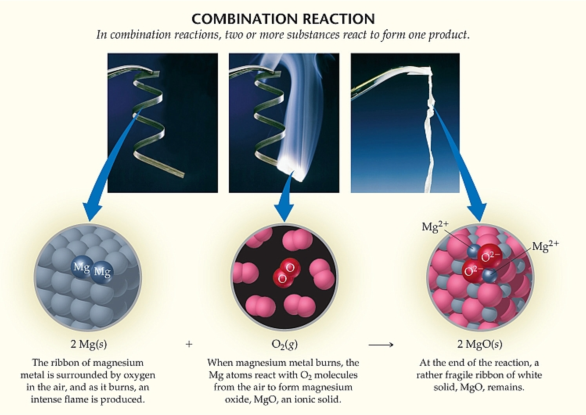 COMBINATION REACTION
In combination reactions, two or more substances react to form one product.
Mg Mg
O
O
Mg²⁺
Mg²⁺
O²⁻
O²⁻
2 Mg(s) + O₂(g) ⟶ 2 MgO(s)
The ribbon of magnesium
metal is surrounded by oxygen
in the air, and as it burns, an
intense flame is produced.
When magnesium metal burns, the
Mg atoms react with O₂ molecules
from the air to form magnesium
oxide, MgO, an ionic solid.
At the end of the reaction, a
rather fragile ribbon of white
solid, MgO, remains.